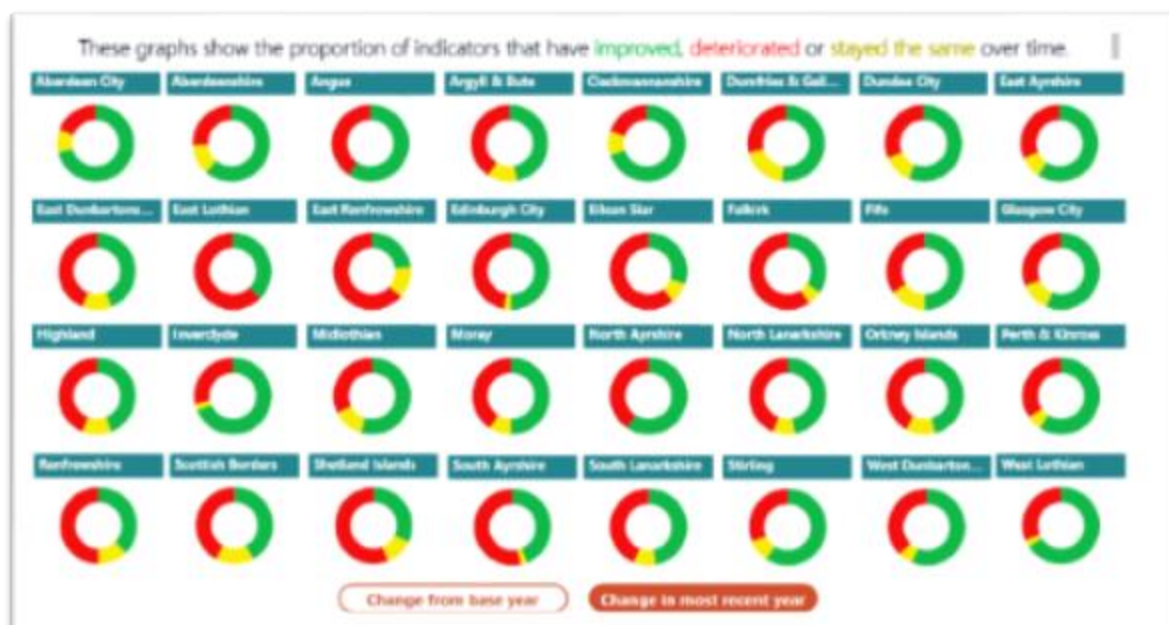 These graphs show the proportion of indicators that have improved, deteriorated or stayed the same over time.
Aberdeen City Aberdeenshire Angus Argyll & Bute Clackmannanshire Dumfries & Gall... Dundee City East Ayrshire
East Dunbartons... East Lothian East Renfrewshire Edinburgh City Eilean Siar Falkirk Fife Glasgow City
Highland Inverclyde Midlothian Moray North Ayrshire North Lanarkshire Orkney Islands Perth & Kinross
Renfrewshire Scottish Borders Shetland Islands South Ayrshire South Lanarkshire Stirling West Dunbarton... West Lothian
Change from base year Change in most recent year